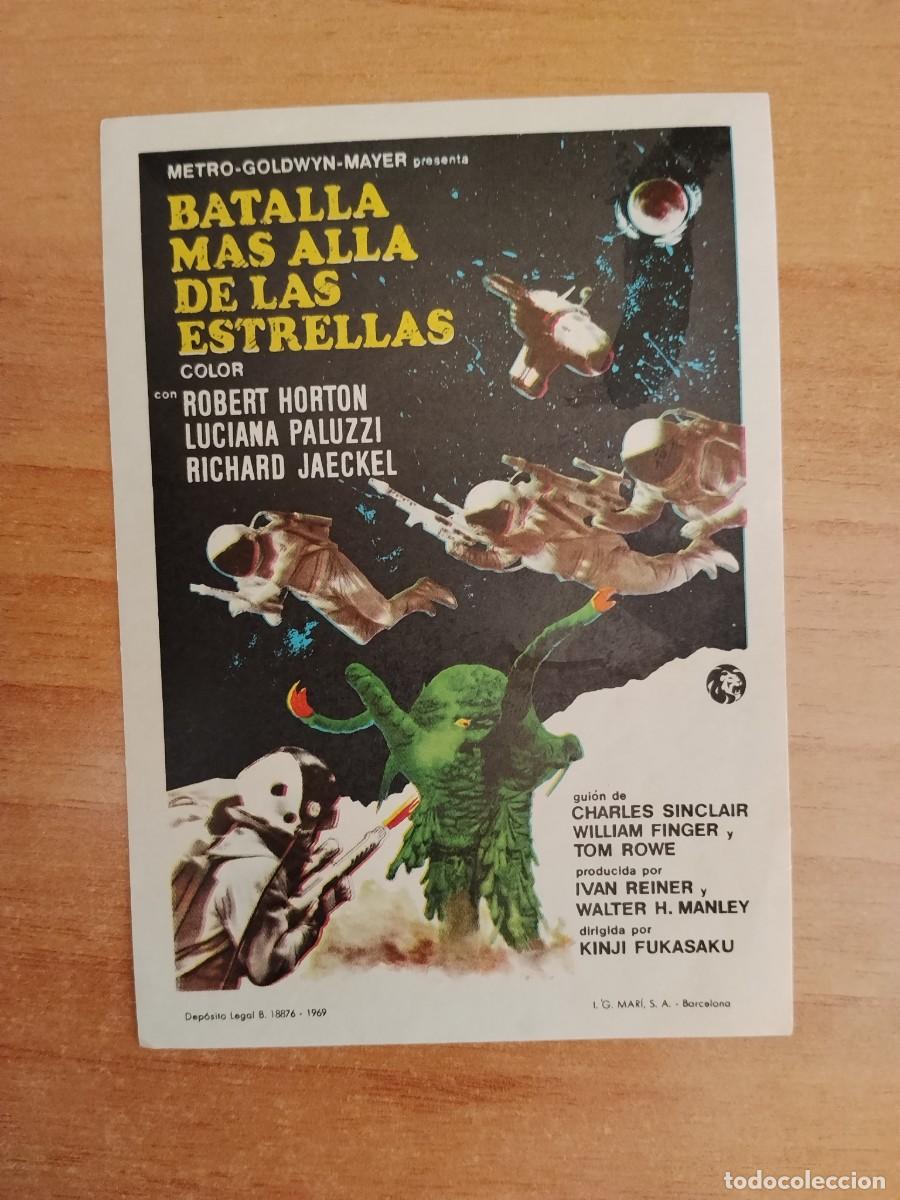 METRO-GOLDWYN-MAYER presenta
BATALLA
MAS ALLA
DE LAS
ESTRELLAS
COLOR
con ROBERT HORTON
LUCIANA PALUZZI
RICHARD JAECKEL
guión de
CHARLES SINCLAIR
WILLIAM FINGER y
TOM ROWE
producida por
IVAN REINER y
WALTER H. MANLEY
dirigida por
KINJI FUKASAKU
Depósito Legal B. 18876 - 1969
I. G. MARÍ, S. A. - Barcelona
todocoleccion